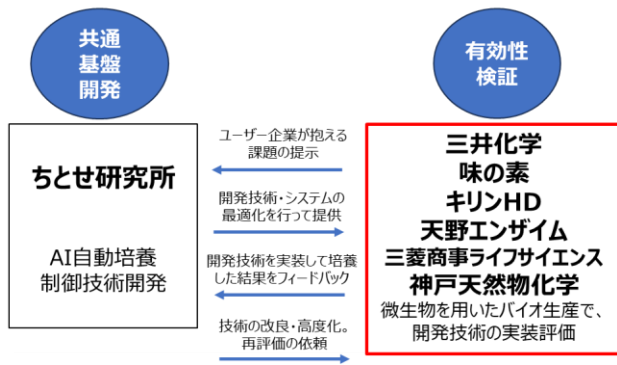 共通
基盤
開発
有効性
検証
ちとせ研究所
AI自動培養
制御技術開発
ユーザー企業が抱える
課題の提示
開発技術・システムの
最適化を行って提供
開発技術を実装して培養
した結果をフィードバック
技術の改良・高度化。
再評価の依頼
三井化学
味の素
キリンHD
天野エンザイム
三菱商事ライフサイエンス
神戸天然物化学
微生物を用いたバイオ生産で、
開発技術の実装評価